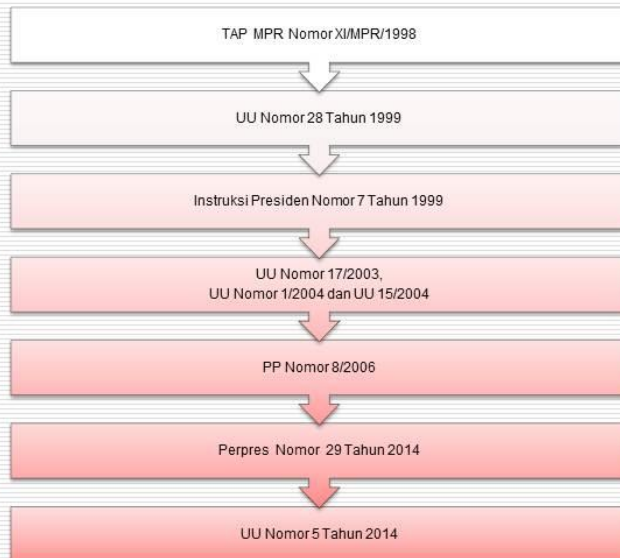 TAP MPR Nomor XI/MPR/1998
UU Nomor 28 Tahun 1999
Instruksi Presiden Nomor 7 Tahun 1999
UU Nomor 17/2003,
UU Nomor 1/2004 dan UU 15/2004
PP Nomor 8/2006
Perpres Nomor 29 Tahun 2014
UU Nomor 5 Tahun 2014